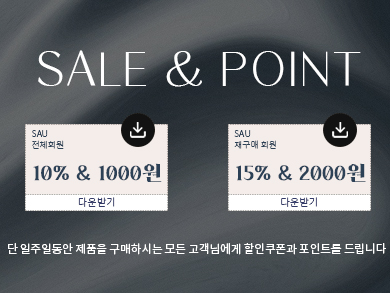 SALE & POINT
SAU
전체회원
10% & 1000원
다운받기
SAU
재구매 회원
15% & 2000원
다운받기
단 일주일동안 제품을 구매하시는 모든 고객님에게 할인쿠폰과 포인트를 드립니다